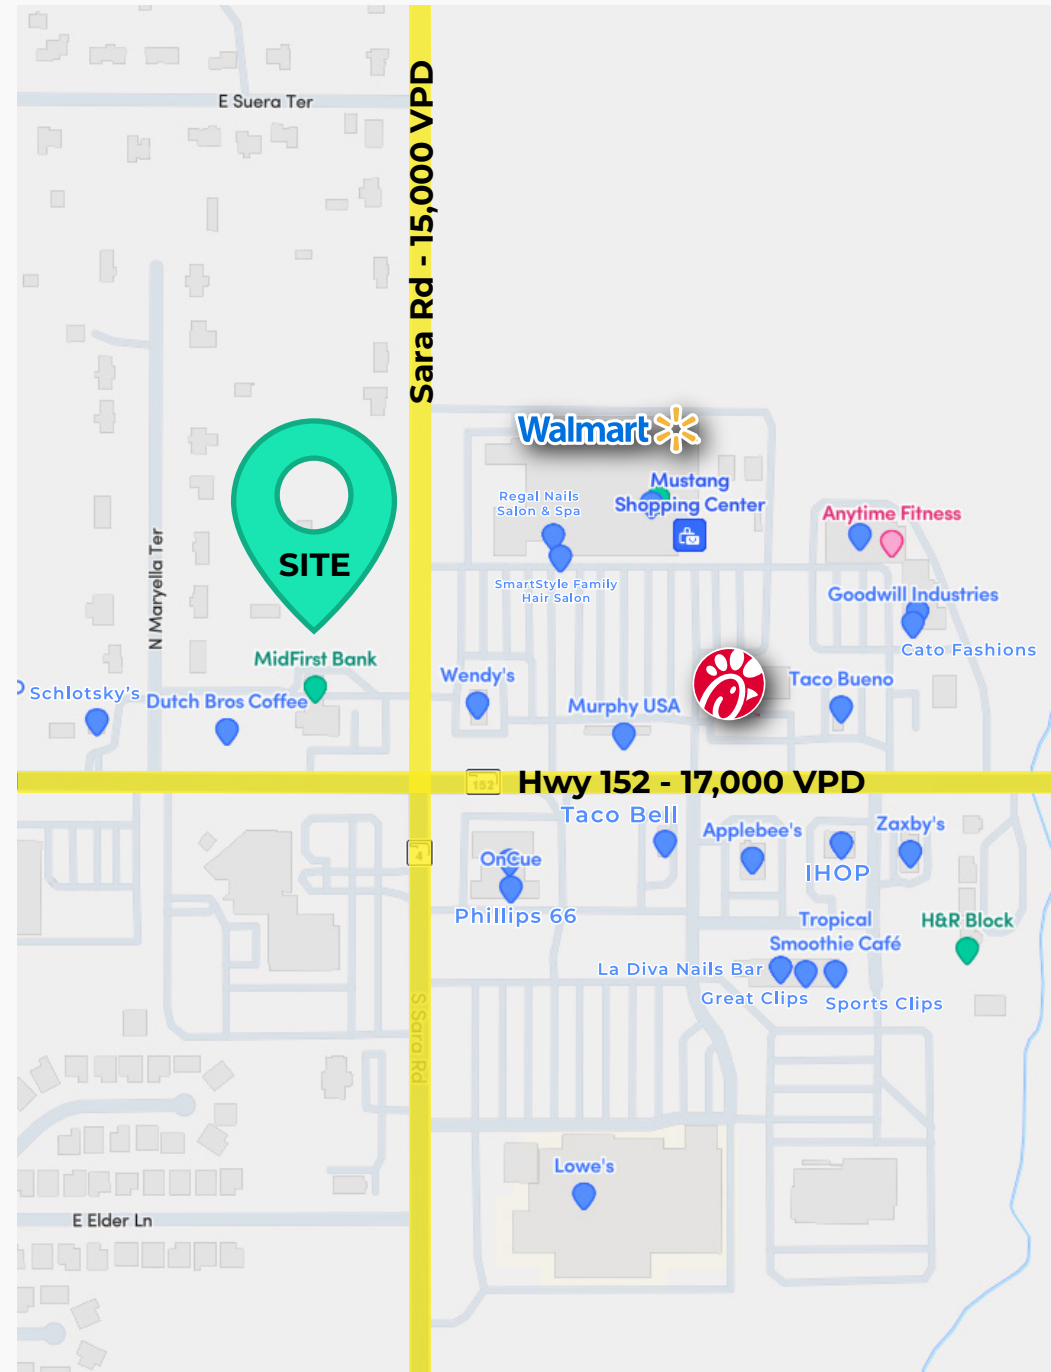 E Suera Ter
Sara Rd - 15,000 VPD
Walmart
Mustang
Shopping Center
Regal Nails
Salon & Spa
SmartStyle Family
Hair Salon
Anytime Fitness
Goodwill Industries
Cato Fashions
N Maryella Ter
SITE
MidFirst Bank
Schlotsky's
Dutch Bros Coffee
Wendy's
Murphy USA
Taco Bueno
152
Hwy 152 - 17,000 VPD
4
Taco Bell
Applebee's
Zaxby's
OnCue
IHOP
Phillips 66
Tropical
Smoothie Café
H&R Block
La Diva Nails Bar
Great Clips
Sports Clips
S Sara Rd
Lowe's
E Elder Ln